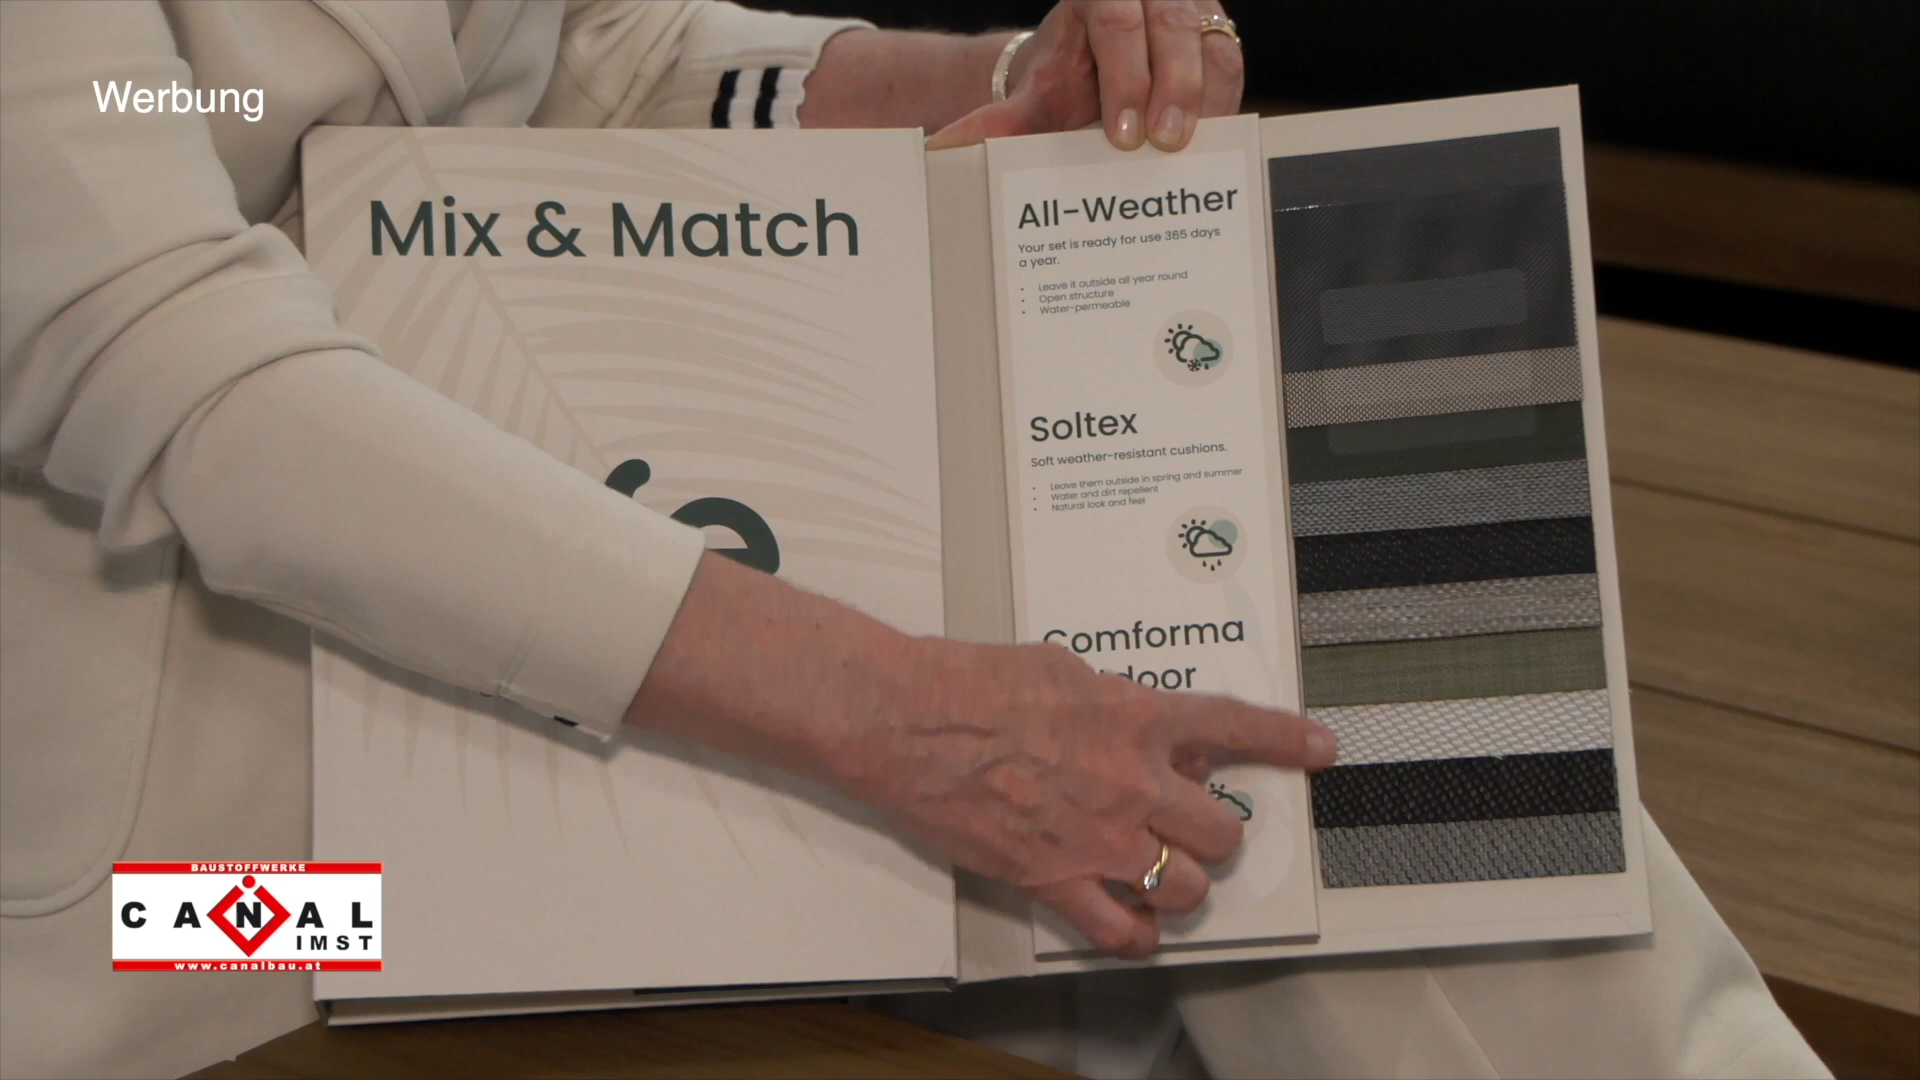 Werbung
Mix & Match
All-Weather
Your set is ready for use 365 days
a year.
• Leave it outside all year round
• Open structure
• Water-permeable
Soltex
Soft weather-resistant cushions.
• Leave them outside in spring and summer
• Water and dirt repellent
• Natural look and feel
Comforma
door
BAUSTOFFWERKE
CANAL
IMST
www.canalbau.at